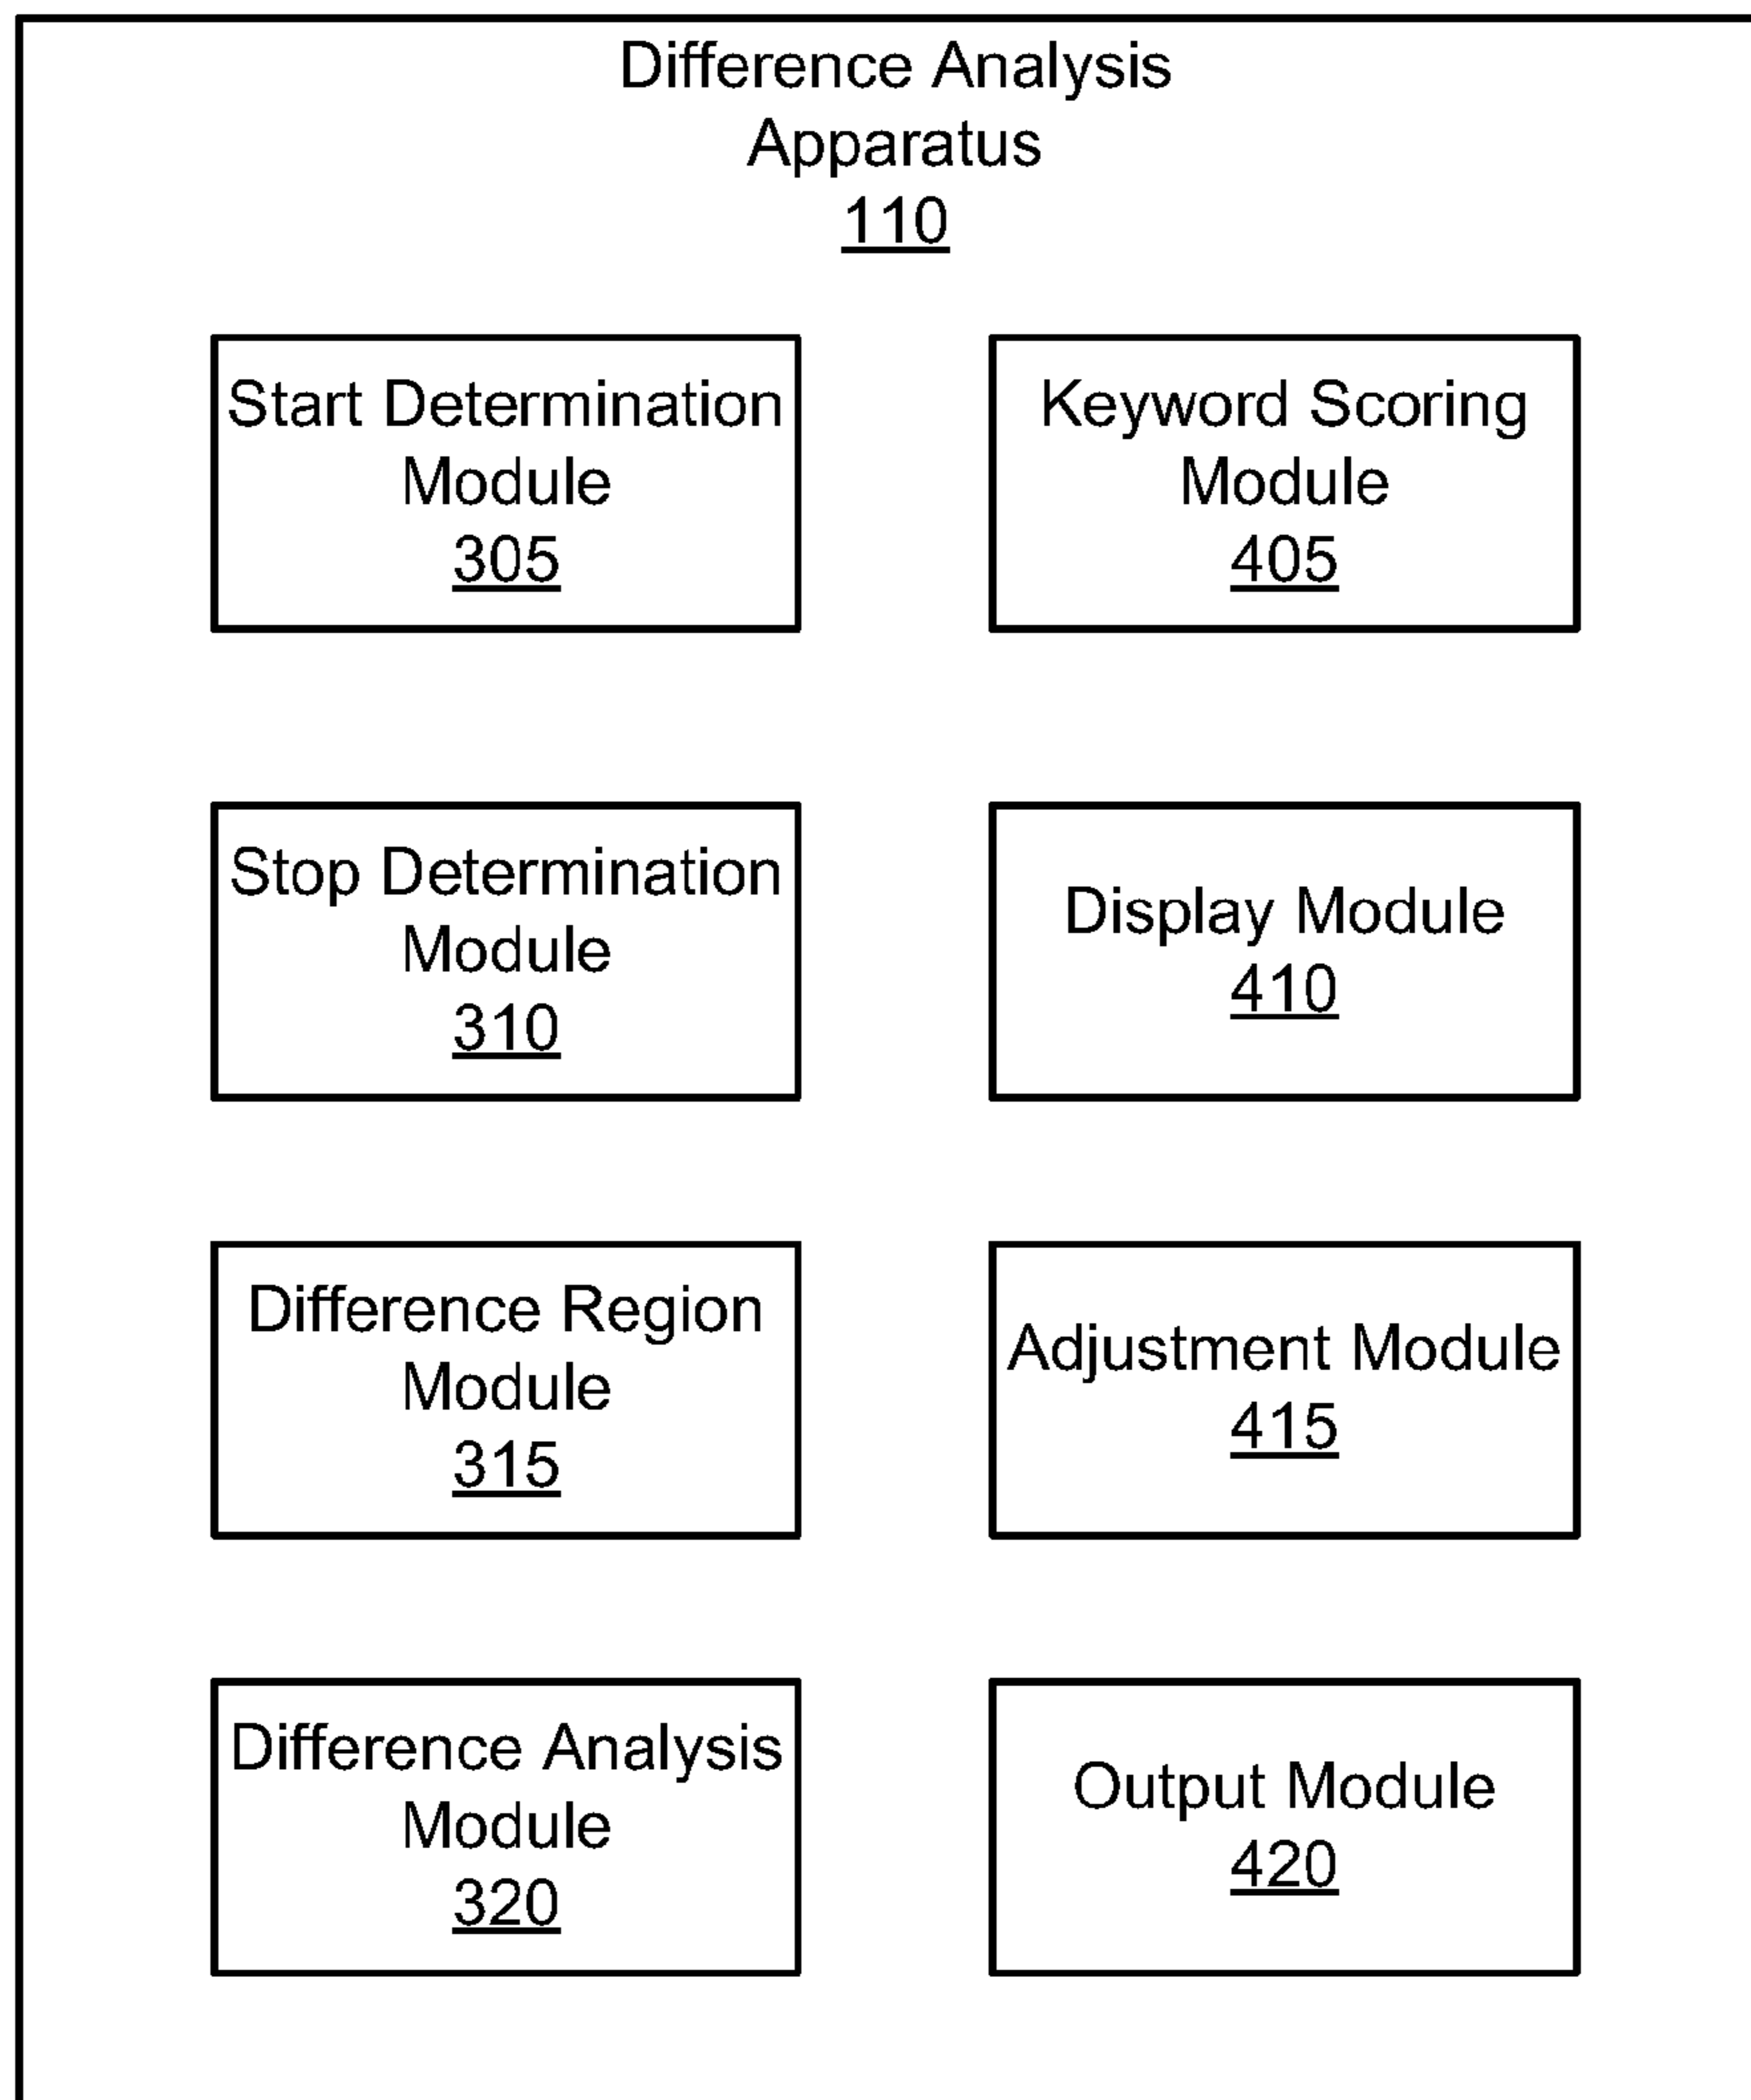 Difference Analysis
Apparatus
110
Start Determination
Module
305
Keyword Scoring
Module
405
Stop Determination
Module
310
Display Module
410
Difference Region
Module
315
Adjustment Module
415
Difference Analysis
Module
320
Output Module
420